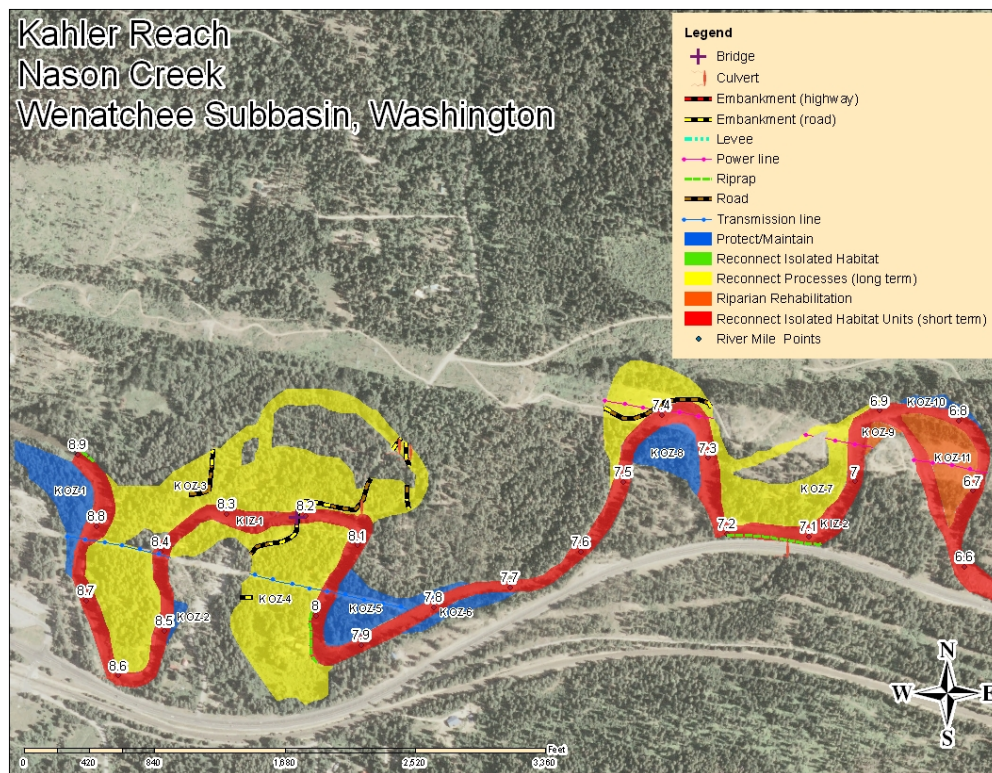 Kahler Reach
Nason Creek
Wenatchee Subbasin, Washington
Legend
Bridge
Culvert
Embankment (highway)
Embankment (road)
Levee
Power line
Riprap
Road
Transmission line
Protect/Maintain
Reconnect Isolated Habitat
Reconnect Processes (long term)
Riparian Rehabilitation
Reconnect Isolated Habitat Units (short term)
River Mile Points
8.9
KOZ-1
8.8
KOZ-3
8.3
8.2
KIZ-1
8.4
8.1
8.7
KOZ-2
8.5
8.6
KOZ-4
8
KOZ-5
7.9
7.8
KOZ-6
7.7
7.6
7.5
7.4
KOZ-8
7.3
7.2
7.1
KOZ-7
KIZ-2
7
KOZ-9
6.9
KOZ-10
6.8
KOZ-11
6.7
6.6
N
W
E
S
Feet
0 420 840 1,680 2,520 3,360